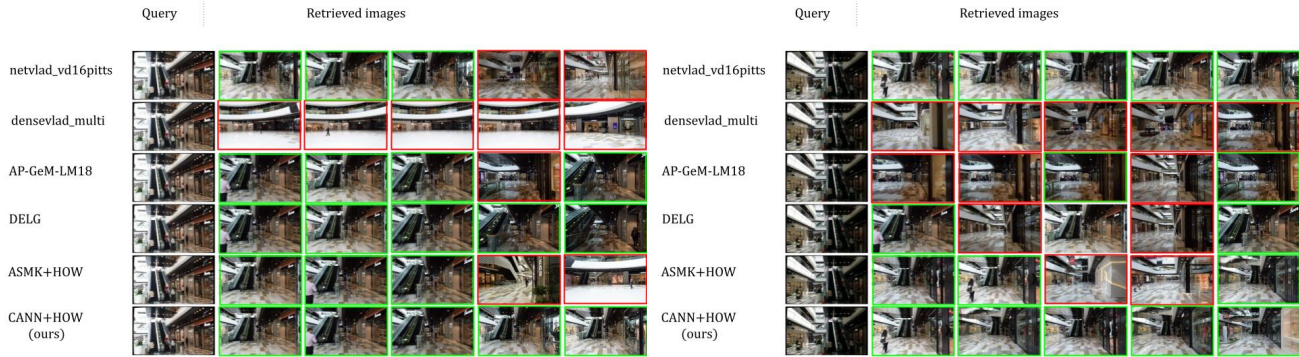 Query Retrieved images
netvlad_vd16pitts
densevlad_multi
AP-GeM-LM18
DELG
ASMK+HOW
CANN+HOW
(ours)
Query Retrieved images
netvlad_vd16pitts
densevlad_multi
AP-GeM-LM18
DELG
ASMK+HOW
CANN+HOW
(ours)